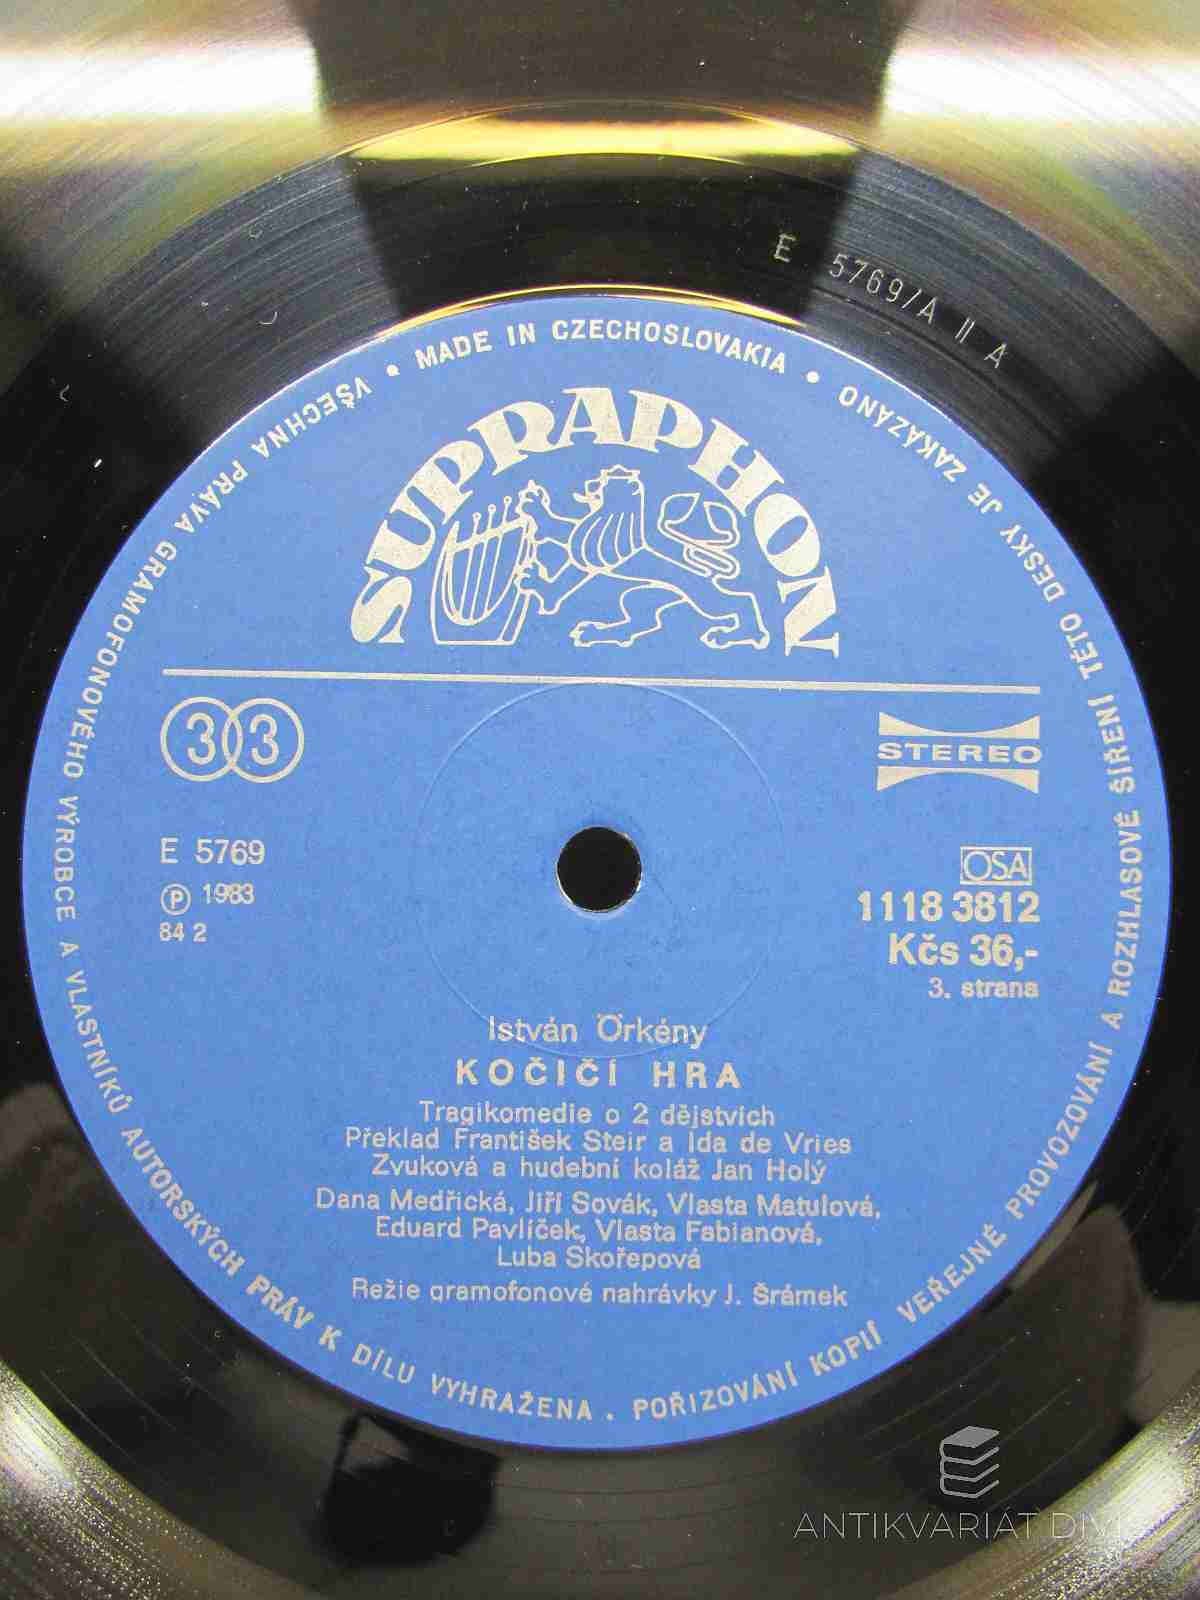 E 5769/A II A
• MADE IN CZECHOSLOVAKIA •
SUPRAPHON
33
STEREO
E 5769
Ⓟ 1983
84 2
OSA
1118 3812
Kčs 36,-
3. strana
István Örkény
KOČIČÍ HRA
Tragikomedie o 2 dějstvích
Překlad František Steir a Ida de Vries
Zvuková a hudební koláž Jan Holý
Dana Medřická, Jiří Sovák, Vlasta Matulová,
Eduard Pavlíček, Vlasta Fabianová,
Luba Skořepová
Režie gramofonové nahrávky J. Šrámek
VŠECHNA PRÁVA GRAMOFONOVÉHO VÝROBCE A VLASTNÍKŮ AUTORSKÝCH PRÁV K DÍLU VYHRAŽENA . POŘIZOVÁNÍ KOPIÍ VEŘEJNÉ PROVOZOVÁNÍ A ROZHLASOVÉ ŠÍŘENÍ TÉTO DESKY JE ZAKÁZÁNO
ANTIKVARIÁT